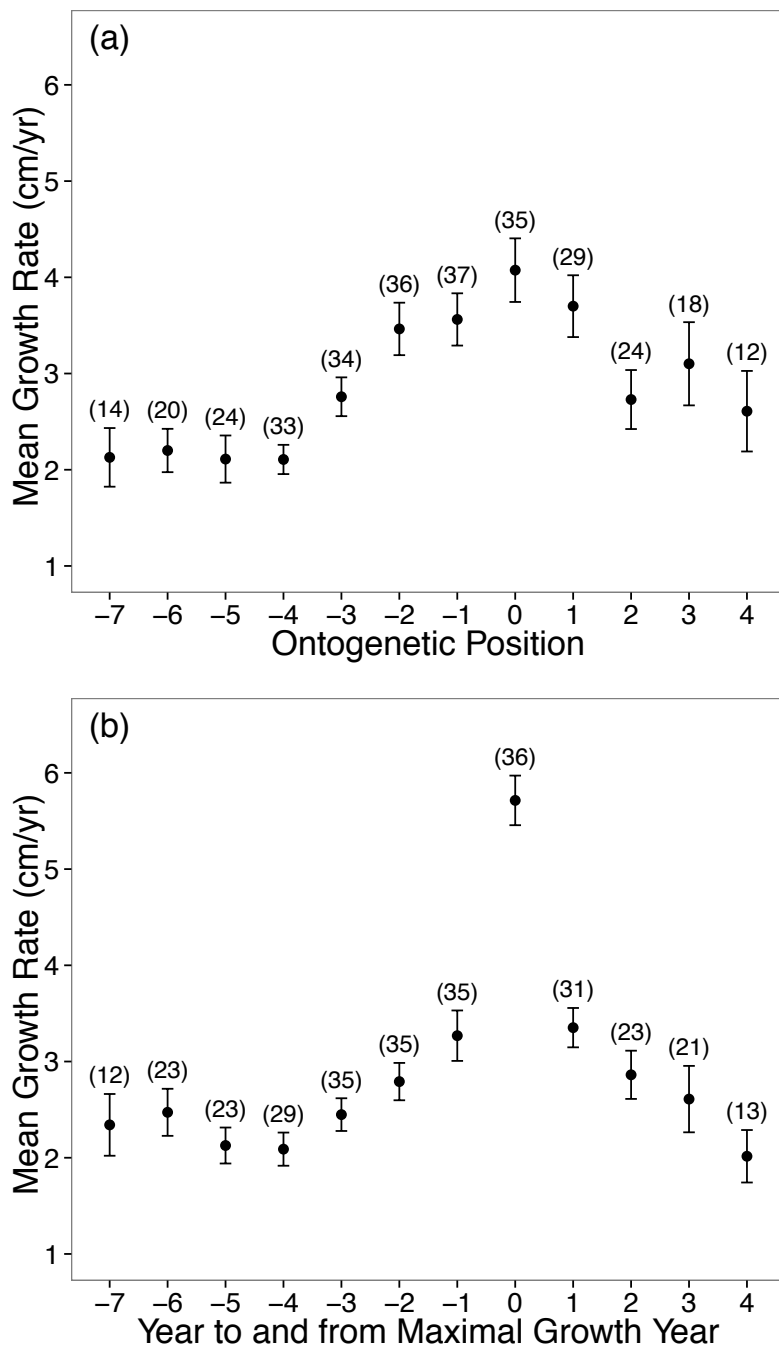 (a)
Mean Growth Rate (cm/yr)
6
5
4
3
2
1
(14) (20) (24) (33) (34) (36) (37) (35) (29) (24) (18) (12)
−7 −6 −5 −4 −3 −2 −1 0 1 2 3 4
Ontogenetic Position
(b)
Mean Growth Rate (cm/yr)
6
5
4
3
2
1
(12) (23) (23) (29) (35) (35) (35) (36) (31) (23) (21) (13)
−7 −6 −5 −4 −3 −2 −1 0 1 2 3 4
Year to and from Maximal Growth Year